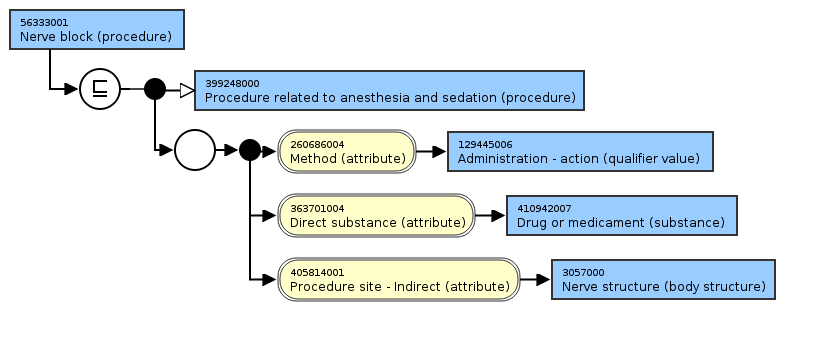 56333001
Nerve block (procedure)
⊑
399248000
Procedure related to anesthesia and sedation (procedure)
260686004
Method (attribute)
129445006
Administration - action (qualifier value)
363701004
Direct substance (attribute)
410942007
Drug or medicament (substance)
405814001
Procedure site - Indirect (attribute)
3057000
Nerve structure (body structure)